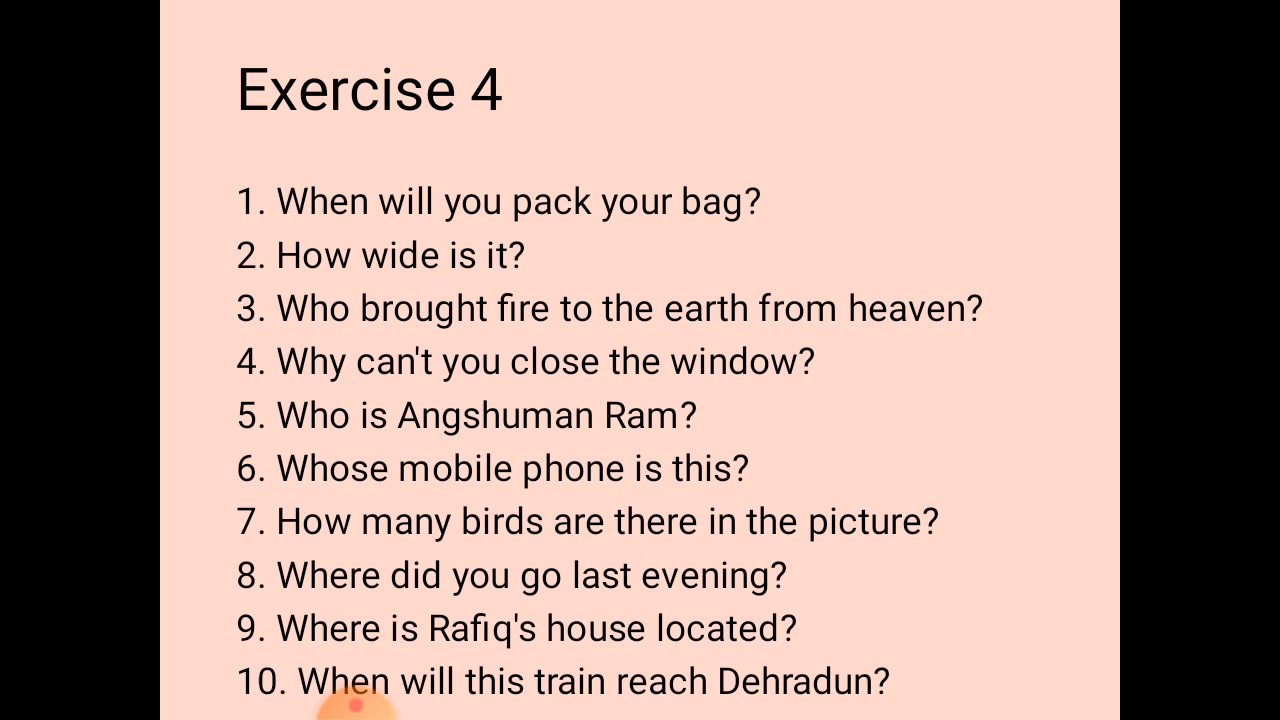 Exercise 4
1. When will you pack your bag?
2. How wide is it?
3. Who brought fire to the earth from heaven?
4. Why can't you close the window?
5. Who is Angshuman Ram?
6. Whose mobile phone is this?
7. How many birds are there in the picture?
8. Where did you go last evening?
9. Where is Rafiq's house located?
10. When will this train reach Dehradun?